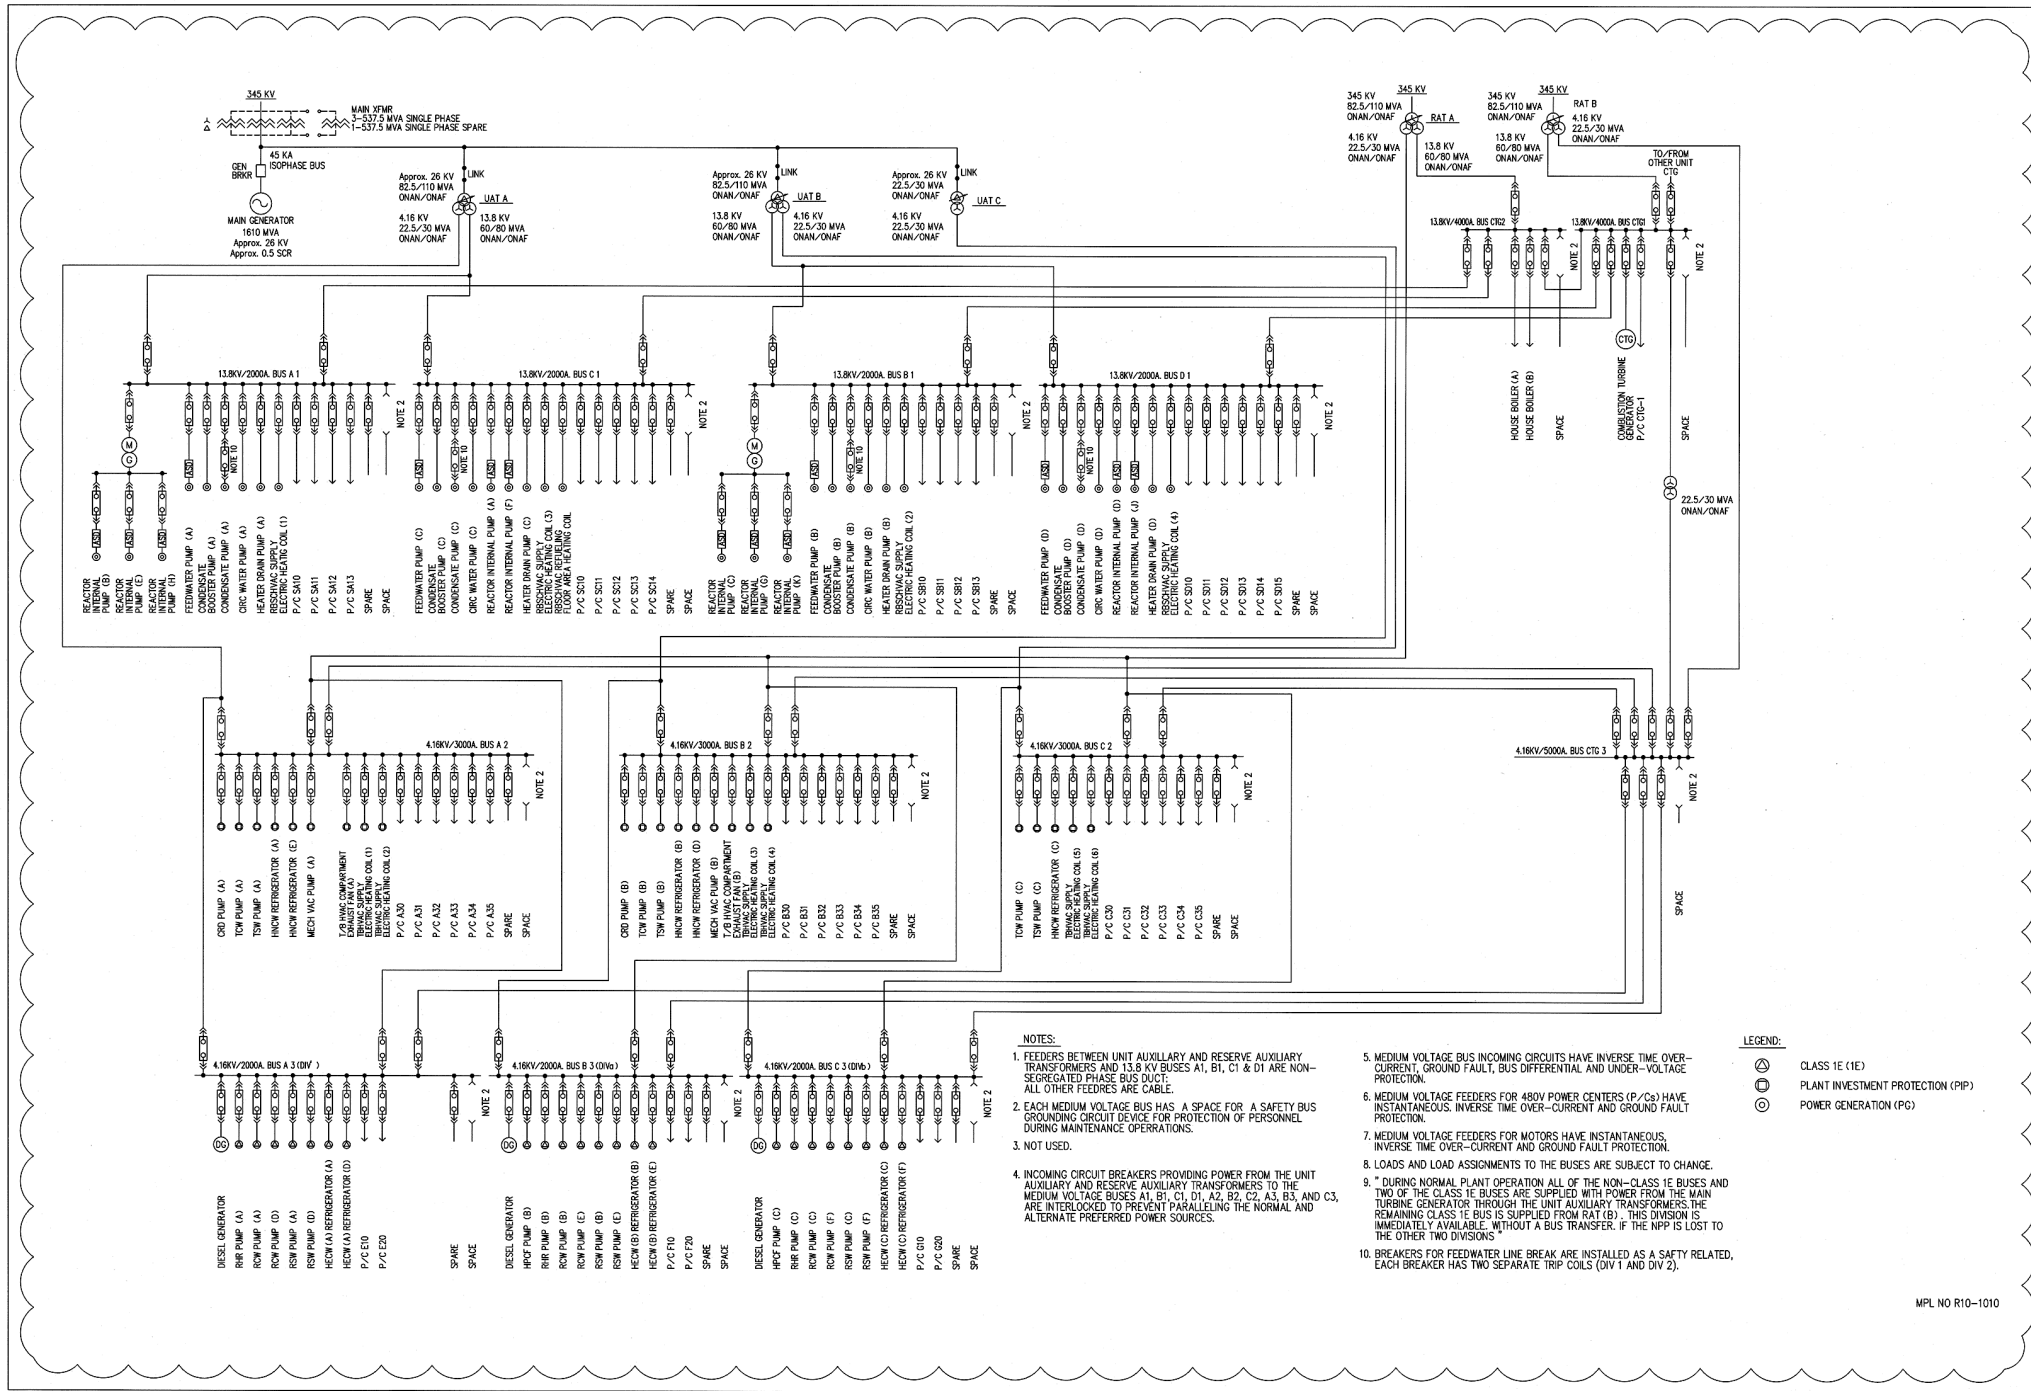 345 KV
MAIN XFMR
3-537.5 MVA SINGLE PHASE
1-537.5 MVA SINGLE PHASE SPARE
45 KA
ISOPHASE BUS
GEN
BRKR
MAIN GENERATOR
1610 MVA
Approx. 26 KV
Approx. 0.5 SCR
LINK
Approx. 26 KV
82.5/110 MVA
ONAN/ONAF
UAT A
4.16 KV
22.5/30 MVA
ONAN/ONAF
13.8 KV
60/80 MVA
ONAN/ONAF
LINK
Approx. 26 KV
82.5/110 MVA
ONAN/ONAF
UAT B
13.8 KV
60/80 MVA
ONAN/ONAF
4.16 KV
22.5/30 MVA
ONAN/ONAF
LINK
Approx. 26 KV
22.5/30 MVA
ONAN/ONAF
UAT C
4.16 KV
22.5/30 MVA
ONAN/ONAF
345 KV
345 KV
82.5/110 MVA
ONAN/ONAF
RAT A
4.16 KV
22.5/30 MVA
ONAN/ONAF
13.8 KV
60/80 MVA
ONAN/ONAF
345 KV
345 KV
82.5/110 MVA
ONAN/ONAF
RAT B
4.16 KV
22.5/30 MVA
ONAN/ONAF
13.8 KV
60/80 MVA
ONAN/ONAF
TO/FROM
OTHER UNIT
CTG
13.8KV/4000A. BUS CTG2
13.8KV/4000A. BUS CTG1
NOTE 2
NOTE 2
CTG
HOUSE BOILER (A)
HOUSE BOILER (B)
SPACE
COMBUSTION TURBINE
GENERATOR
P/C CTG-1
SPACE
22.5/30 MVA
ONAN/ONAF
13.8KV/2000A. BUS A 1
NOTE 2
M
G
ASD
ASD
ASD
ASD
NOTE 10
REACTOR
INTERNAL
PUMP (B)
REACTOR
INTERNAL
PUMP (E)
REACTOR
INTERNAL
PUMP (H)
FEEDWATER PUMP (A)
CONDENSATE
BOOSTER PUMP (A)
CONDENSATE PUMP (A)
CIRC WATER PUMP (A)
HEATER DRAIN PUMP (A)
RBSCHVAC SUPPLY
ELECTRIC HEATING COIL (1)
P/C SA10
P/C SA11
P/C SA12
P/C SA13
SPARE
SPACE
13.8KV/2000A. BUS C 1
NOTE 2
ASD
NOTE 10
ASD
ASD
FEEDWATER PUMP (C)
CONDENSATE
BOOSTER PUMP (C)
CONDENSATE PUMP (C)
CIRC WATER PUMP (C)
REACTOR INTERNAL PUMP (A)
REACTOR INTERNAL PUMP (F)
HEATER DRAIN PUMP (C)
RBSCHVAC SUPPLY
ELECTRIC HEATING COIL (3)
RBSCHVAC REFUELING
FLOOR AREA HEATING COIL
P/C SC10
P/C SC11
P/C SC12
P/C SC13
P/C SC14
SPARE
SPACE
13.8KV/2000A. BUS B 1
NOTE 2
M
G
ASD
ASD
ASD
ASD
NOTE 10
REACTOR
INTERNAL
PUMP (C)
REACTOR
INTERNAL
PUMP (G)
REACTOR
INTERNAL
PUMP (K)
FEEDWATER PUMP (B)
CONDENSATE
BOOSTER PUMP (B)
CONDENSATE PUMP (B)
CIRC WATER PUMP (B)
HEATER DRAIN PUMP (B)
RBSCHVAC SUPPLY
ELECTRIC HEATING COIL (2)
P/C SB10
P/C SB11
P/C SB12
P/C SB13
SPARE
SPACE
13.8KV/2000A. BUS D 1
NOTE 2
ASD
NOTE 10
ASD
ASD
FEEDWATER PUMP (D)
CONDENSATE
BOOSTER PUMP (D)
CONDENSATE PUMP (D)
CIRC WATER PUMP (D)
REACTOR INTERNAL PUMP (D)
REACTOR INTERNAL PUMP (J)
HEATER DRAIN PUMP (D)
RBSCHVAC SUPPLY
ELECTRIC HEATING COIL (4)
P/C SD10
P/C SD11
P/C SD12
P/C SD13
P/C SD14
P/C SD15
SPARE
SPACE
4.16KV/3000A. BUS A 2
NOTE 2
CRD PUMP (A)
TCW PUMP (A)
TSW PUMP (A)
HNCW REFRIGERATOR (A)
HNCW REFRIGERATOR (E)
MECH VAC PUMP (A)
T/B HVAC COMPARTMENT
EXHAUST FAN (A)
TBHVAC SUPPLY
ELECTRIC HEATING COIL (1)
TBHVAC SUPPLY
ELECTRIC HEATING COIL (2)
P/C A30
P/C A31
P/C A32
P/C A33
P/C A34
P/C A35
SPARE
SPACE
4.16KV/3000A. BUS B 2
NOTE 2
CRD PUMP (B)
TCW PUMP (B)
TSW PUMP (B)
HNCW REFRIGERATOR (B)
HNCW REFRIGERATOR (D)
MECH VAC PUMP (B)
T/B HVAC COMPARTMENT
EXHAUST FAN (B)
TBHVAC SUPPLY
ELECTRIC HEATING COIL (3)
TBHVAC SUPPLY
ELECTRIC HEATING COIL (4)
P/C B30
P/C B31
P/C B32
P/C B33
P/C B34
P/C B35
SPARE
SPACE
4.16KV/3000A. BUS C 2
NOTE 2
TCW PUMP (C)
TSW PUMP (C)
HNCW REFRIGERATOR (C)
TBHVAC SUPPLY
ELECTRIC HEATING COIL (5)
TBHVAC SUPPLY
ELECTRIC HEATING COIL (6)
P/C C30
P/C C31
P/C C32
P/C C33
P/C C34
P/C C35
SPARE
SPACE
4.16KV/5000A. BUS CTG 3
NOTE 2
SPACE
4.16KV/2000A. BUS A 3 (DIV' )
NOTE 2
DG
DIESEL GENERATOR
RHR PUMP (A)
RCW PUMP (A)
RCW PUMP (D)
RSW PUMP (A)
RSW PUMP (D)
HECW (A) REFRIGERATOR (A)
HECW (A) REFRIGERATOR (D)
P/C E10
P/C E20
SPARE
SPACE
4.16KV/2000A. BUS B 3 (DIVa)
NOTE 2
DG
DIESEL GENERATOR
HPCF PUMP (B)
RHR PUMP (B)
RCW PUMP (B)
RCW PUMP (E)
RSW PUMP (B)
RSW PUMP (E)
HECW (B) REFRIGERATOR (B)
HECW (B) REFRIGERATOR (E)
P/C F10
P/C F20
SPARE
SPACE
4.16KV/2000A. BUS C 3 (DIVb)
NOTE 2
DG
DIESEL GENERATOR
HPCF PUMP (C)
RHR PUMP (C)
RCW PUMP (C)
RCW PUMP (F)
RSW PUMP (C)
RSW PUMP (F)
HECW (C) REFRIGERATOR (C)
HECW (C) REFRIGERATOR (F)
P/C G10
P/C G20
SPARE
SPACE
NOTES:
1. FEEDERS BETWEEN UNIT AUXILLARY AND RESERVE AUXILIARY
TRANSFORMERS AND 13.8 KV BUSES A1, B1, C1 & D1 ARE NON-
SEGREGATED PHASE BUS DUCT:
ALL OTHER FEEDRES ARE CABLE.
2. EACH MEDIUM VOLTAGE BUS HAS A SPACE FOR A SAFETY BUS
GROUNDING CIRCUIT DEVICE FOR PROTECTION OF PERSONNEL
DURING MAINTENANCE OPERRATIONS.
3. NOT USED.
4. INCOMING CIRCUIT BREAKERS PROVIDING POWER FROM THE UNIT
AUXILIARY AND RESERVE AUXILIARY TRANSFORMERS TO THE
MEDIUM VOLTAGE BUSES A1, B1, C1, D1, A2, B2, C2, A3, B3, AND C3,
ARE INTERLOCKED TO PREVENT PARALLELING THE NORMAL AND
ALTERNATE PREFERRED POWER SOURCES.
5. MEDIUM VOLTAGE BUS INCOMING CIRCUITS HAVE INVERSE TIME OVER-
CURRENT, GROUND FAULT, BUS DIFFERENTIAL AND UNDER-VOLTAGE
PROTECTION.
6. MEDIUM VOLTAGE FEEDERS FOR 480V POWER CENTERS (P/Cs) HAVE
INSTANTANEOUS. INVERSE TIME OVER-CURRENT AND GROUND FAULT
PROTECTION.
7. MEDIUM VOLTAGE FEEDERS FOR MOTORS HAVE INSTANTANEOUS,
INVERSE TIME OVER-CURRENT AND GROUND FAULT PROTECTION.
8. LOADS AND LOAD ASSIGNMENTS TO THE BUSES ARE SUBJECT TO CHANGE.
9. " DURING NORMAL PLANT OPERATION ALL OF THE NON-CLASS 1E BUSES AND
TWO OF THE CLASS 1E BUSES ARE SUPPLIED WITH POWER FROM THE MAIN
TURBINE GENERATOR THROUGH THE UNIT AUXILIARY TRANSFORMERS.THE
REMAINING CLASS 1E BUS IS SUPPLIED FROM RAT (B) . THIS DIVISION IS
IMMEDIATELY AVAILABLE. WITHOUT A BUS TRANSFER. IF THE NPP IS LOST TO
THE OTHER TWO DIVISIONS "
10. BREAKERS FOR FEEDWATER LINE BREAK ARE INSTALLED AS A SAFTY RELATED,
EACH BREAKER HAS TWO SEPARATE TRIP COILS (DIV 1 AND DIV 2).
LEGEND:
CLASS 1E (1E)
PLANT INVESTMENT PROTECTION (PIP)
POWER GENERATION (PG)
MPL NO R10-1010